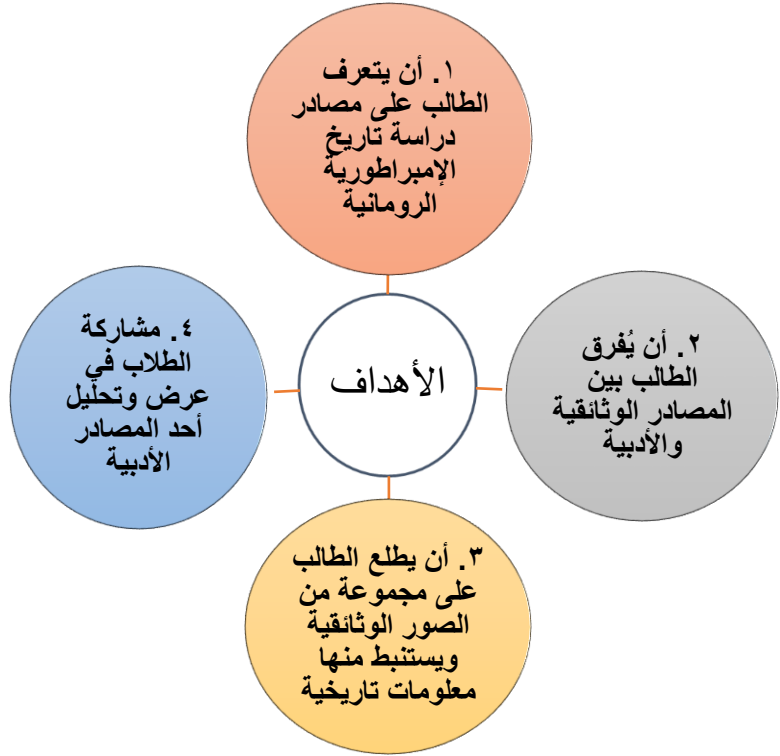 ١. أن يتعرف
الطالب على مصادر
دراسة تاريخ
الإمبراطورية
الرومانية
الأهداف
٢. أن يُفرق
الطالب بين
المصادر الوثائقية
والأدبية
٣. أن يطلع الطالب
على مجموعة من
الصور الوثائقية
ويستنبط منها
معلومات تاريخية
٤. مشاركة
الطلاب في
عرض وتحليل
أحد المصادر
الأدبية